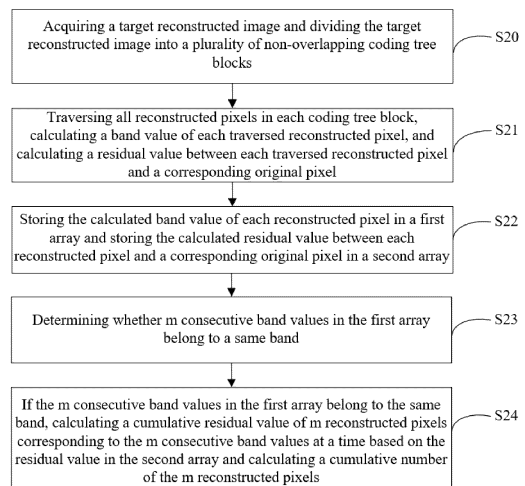 Acquiring a target reconstructed image and dividing the target
reconstructed image into a plurality of non-overlapping coding tree
blocks
S20
Traversing all reconstructed pixels in each coding tree block,
calculating a band value of each traversed reconstructed pixel, and
calculating a residual value between each traversed reconstructed pixel
and a corresponding original pixel
S21
Storing the calculated band value of each reconstructed pixel in a first
array and storing the calculated residual value between each
reconstructed pixel and a corresponding original pixel in a second array
S22
Determining whether m consecutive band values in the first array
belong to a same band
S23
If the m consecutive band values in the first array belong to the same
band, calculating a cumulative residual value of m reconstructed pixels
corresponding to the m consecutive band values at a time based on the
residual value in the second array and calculating a cumulative number
of the m reconstructed pixels
S24